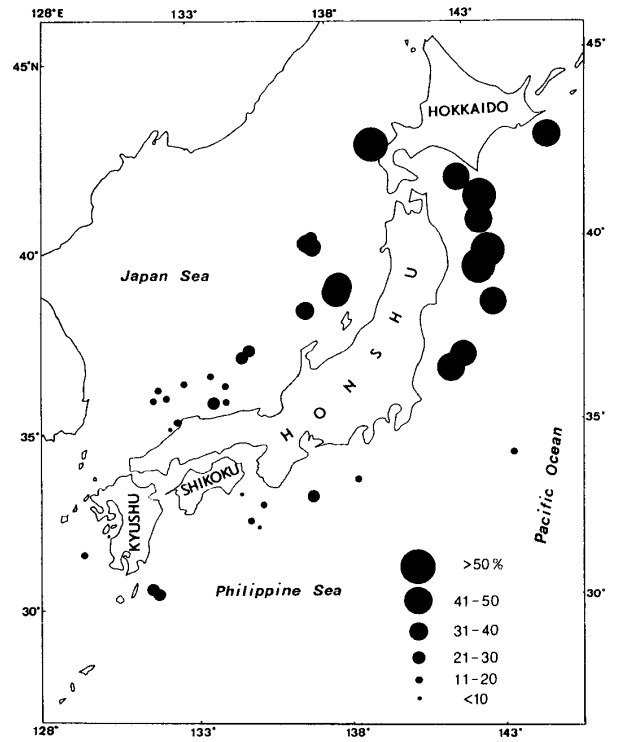 128°E 133° 138° 143°
45°N
45°
HOKKAIDO
40°
40°
Japan Sea
HONSHU
35°
35°
SHIKOKU
KYUSHU
Pacific Ocean
Philippine Sea
30°
30°
>50%
41-50
31-40
21-30
11-20
<10
128° 133° 138° 143°